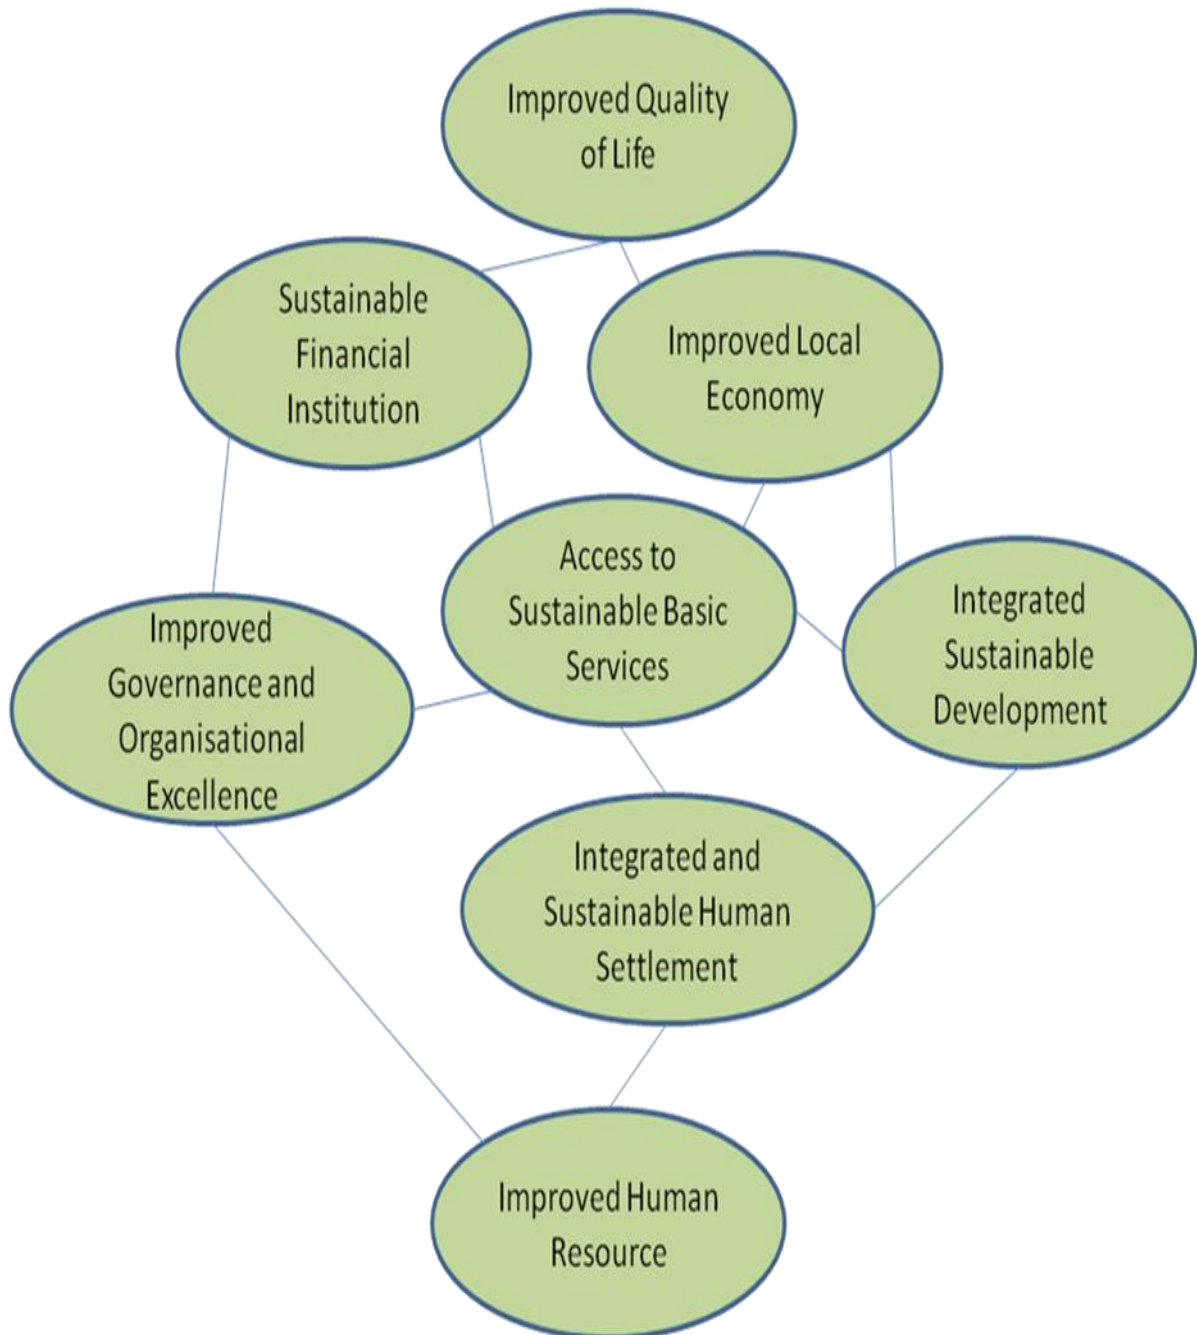 Improved Quality
of Life
Sustainable
Financial
Institution
Improved Local
Economy
Access to
Sustainable Basic
Services
Integrated
Sustainable
Development
Improved
Governance and
Organisational
Excellence
Integrated and
Sustainable Human
Settlement
Improved Human
Resource